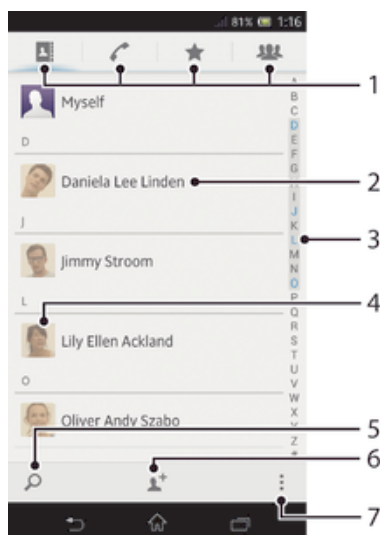 81% 1:16
1
Myself
A
B
C
D
D
E
F
G
Daniela Lee Linden
2
I
J
J
K
L
3
M
N
Jimmy Stroom
O
P
4
L
Q
R
S
Lily Ellen Ackland
T
U
V
O
W
X
Oliver Andy Szabo
Y
Z
#
5
6
7